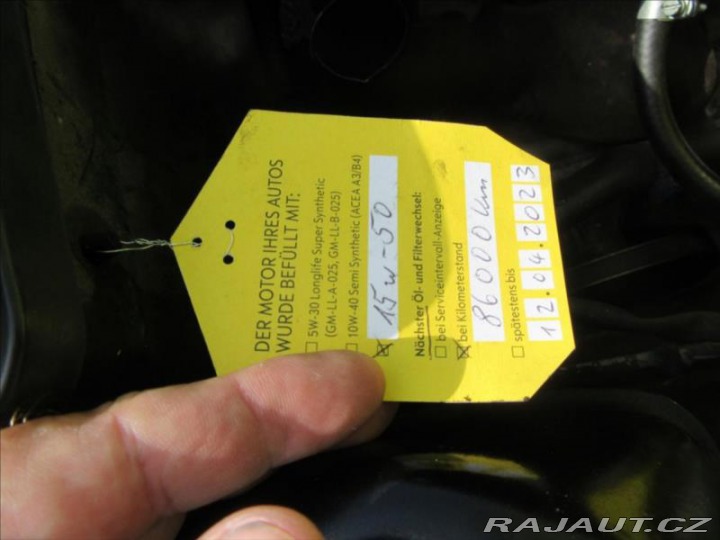 DER MOTOR IHRES AUTOS
WURDE BEFÜLLT MIT:
5W-30 Longlife Super Synthetic
(GM-LL-A-025, GM-LL-B-025)
10W-40 Semi Synthetic (ACEA A3/B4)
15w-50
Nächster Öl- und Filterwechsel:
bei Serviceintervall-Anzeige
bei Kilometerstand
86000 km
spätestens bis
12.04.2023
RAJAUT.CZ